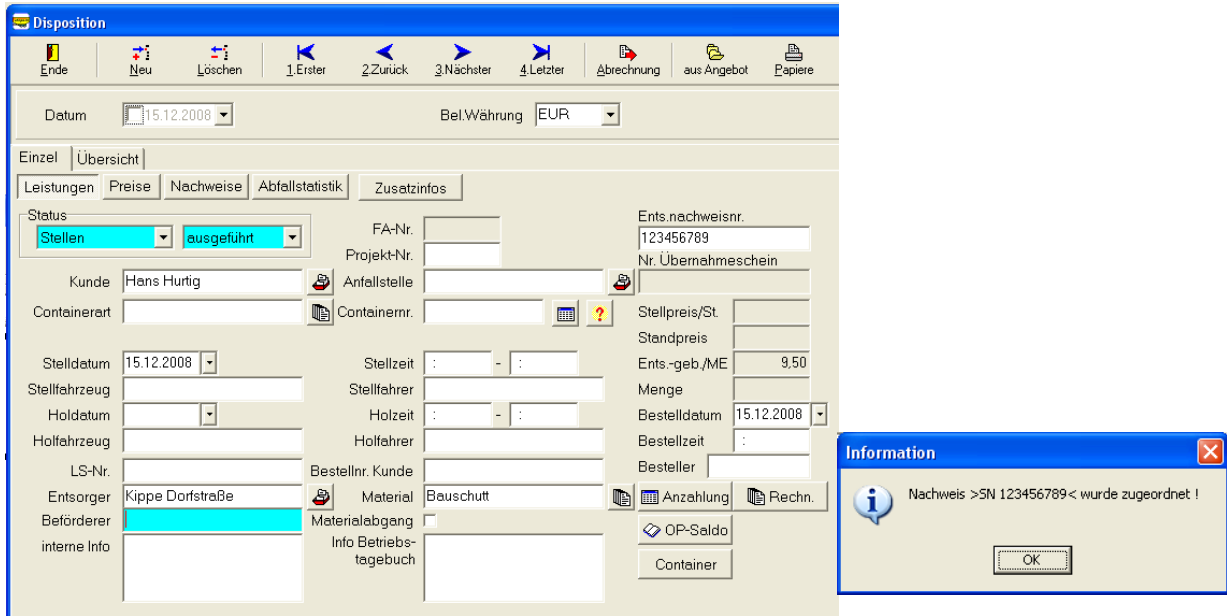 Disposition
Ende Neu Löschen 1.Erster 2.Zurück 3.Nächster 4.Letzter Abrechnung aus Angebot Papiere
Datum 15.12.2008 Bel.Währung EUR
Einzel Übersicht
Leistungen Preise Nachweise Abfallstatistik Zusatzinfos
Status
Stellen ausgeführt
FA-Nr.
Projekt-Nr.
Ents.nachweisnr.
123456789
Nr. Übernahmeschein
Kunde Hans Hurtig Anfallstelle
Containerart Containernr. ? Stellpreis/St.
Standpreis
Stelldatum 15.12.2008 Stellzeit : - : Ents.-geb./ME 9,50
Stellfahrzeug Stellfahrer Menge
Holdatum Holzeit : - : Bestelldatum 15.12.2008
Holfahrzeug Holfahrer Bestellzeit :
LS-Nr. Bestellnr. Kunde Besteller
Entsorger Kippe Dorfstraße Material Bauschutt Anzahlung Rechn.
Beförderer Materialabgang OP-Saldo
interne Info Info Betriebs-
tagebuch
Container
Information
Nachweis >SN 123456789< wurde zugeordnet !
OK